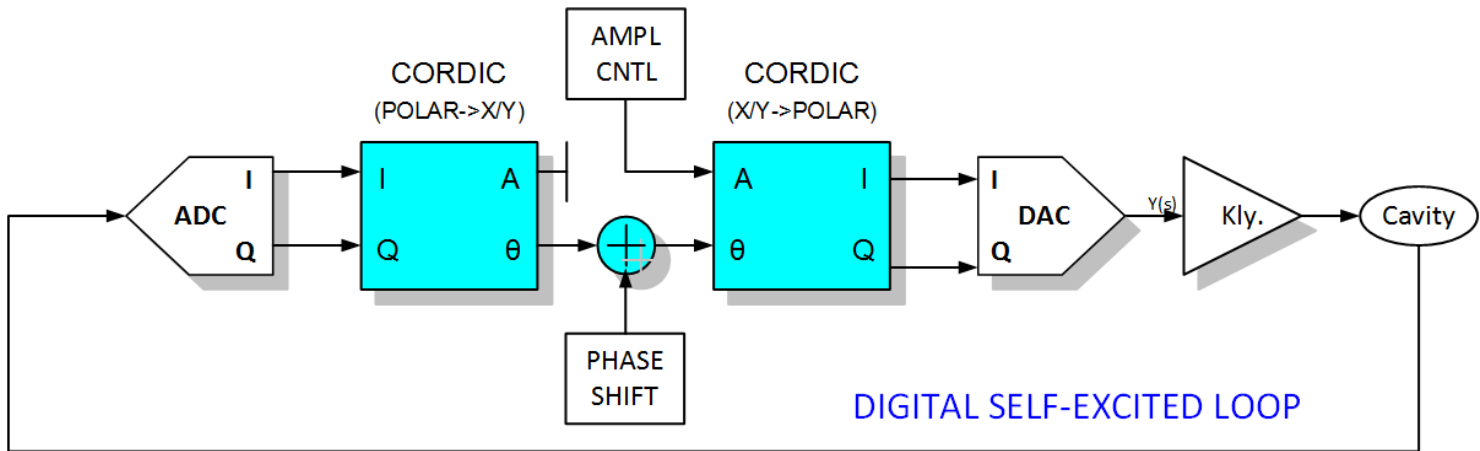 AMPL
CNTL
CORDIC
(POLAR->X/Y)
CORDIC
(X/Y->POLAR)
I
ADC
Q
I
A
Q
θ
A
I
θ
Q
I
DAC
Q
Y(s)
Kly.
Cavity
PHASE
SHIFT
DIGITAL SELF-EXCITED LOOP